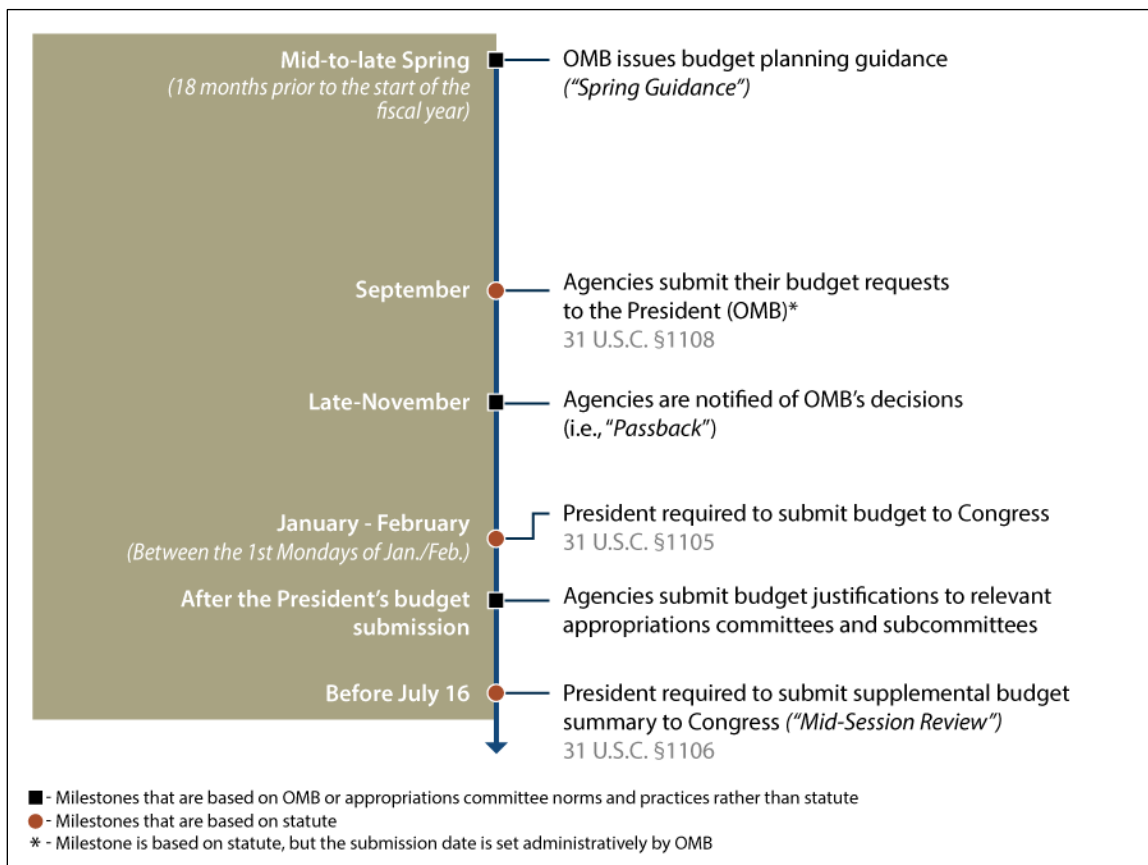 Mid-to-late Spring
(18 months prior to the start of the
fiscal year)
OMB issues budget planning guidance
(“Spring Guidance”)
September
Agencies submit their budget requests
to the President (OMB)*
31 U.S.C. §1108
Late-November
Agencies are notified of OMB’s decisions
(i.e., “Passback”)
January - February
(Between the 1st Mondays of Jan./Feb.)
President required to submit budget to Congress
31 U.S.C. §1105
After the President’s budget
submission
Agencies submit budget justifications to relevant
appropriations committees and subcommittees
Before July 16
President required to submit supplemental budget
summary to Congress (“Mid-Session Review”)
31 U.S.C. §1106
- Milestones that are based on OMB or appropriations committee norms and practices rather than statute
- Milestones that are based on statute
* - Milestone is based on statute, but the submission date is set administratively by OMB